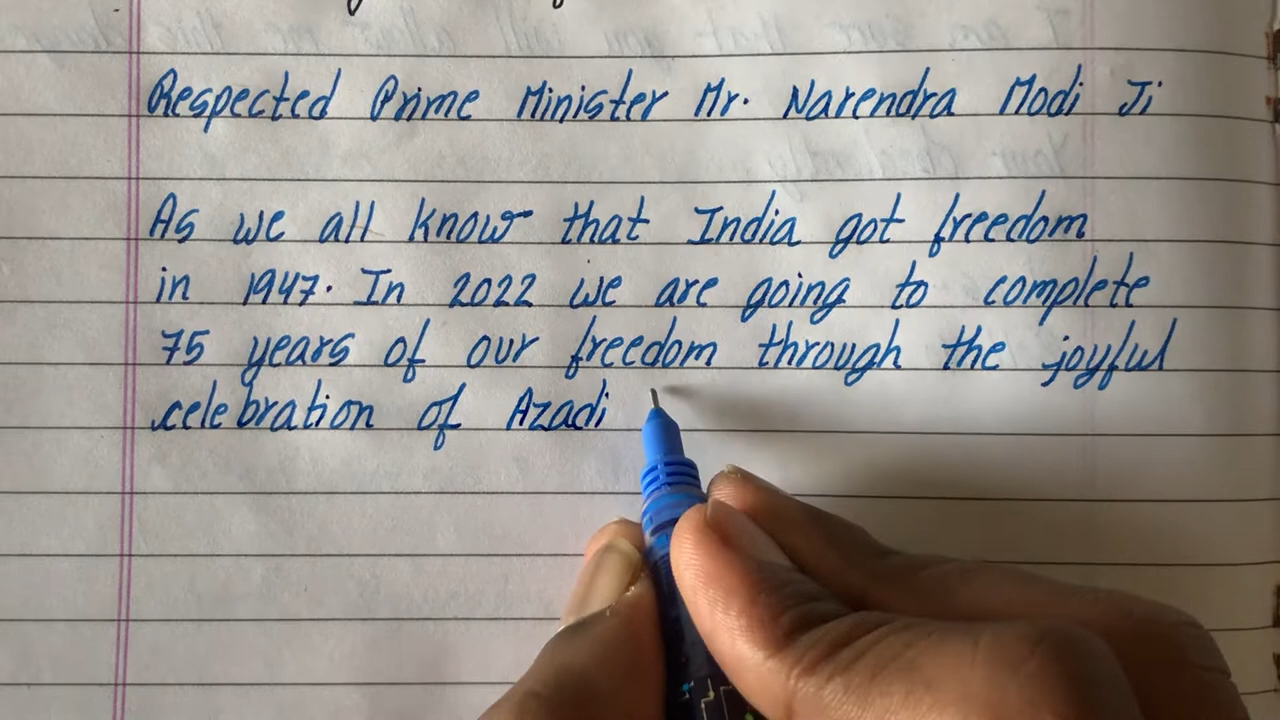 Respected Prime Minister Mr. Narendra Modi Ji
As we all know that India got freedom
in 1947. In 2022 we are going to complete
75 years of our freedom through the joyful
celebration of Azadi